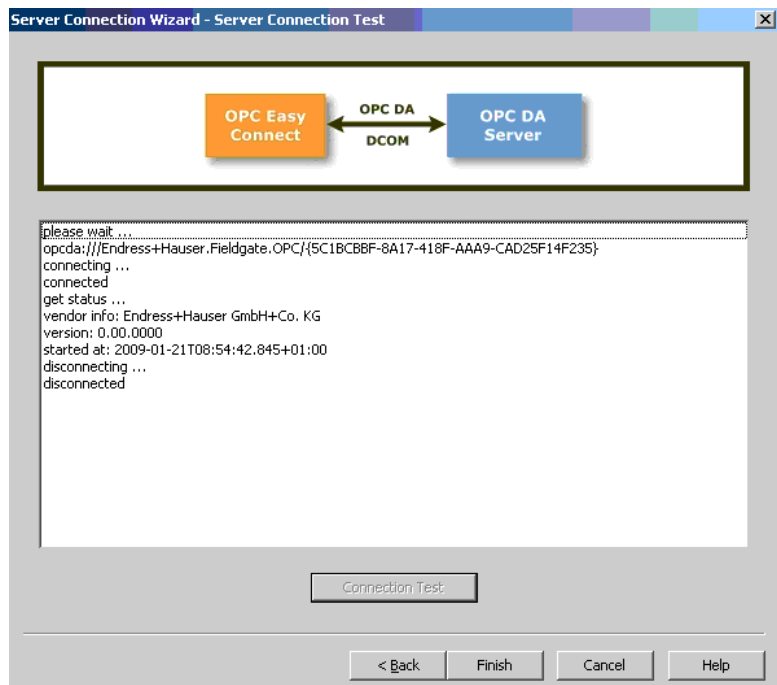 Server Connection Wizard - Server Connection Test
OPC Easy
Connect
OPC DA
DCOM
OPC DA
Server
please wait ...
opcda:///Endress+Hauser.Fieldgate.OPC/{5C1BCBBF-8A17-418F-AAA9-CAD25F14F235}
connecting ...
connected
get status ...
vendor info: Endress+Hauser GmbH+Co. KG
version: 0.00.0000
started at: 2009-01-21T08:54:42.845+01:00
disconnecting ...
disconnected
Connection Test
< Back
Finish
Cancel
Help